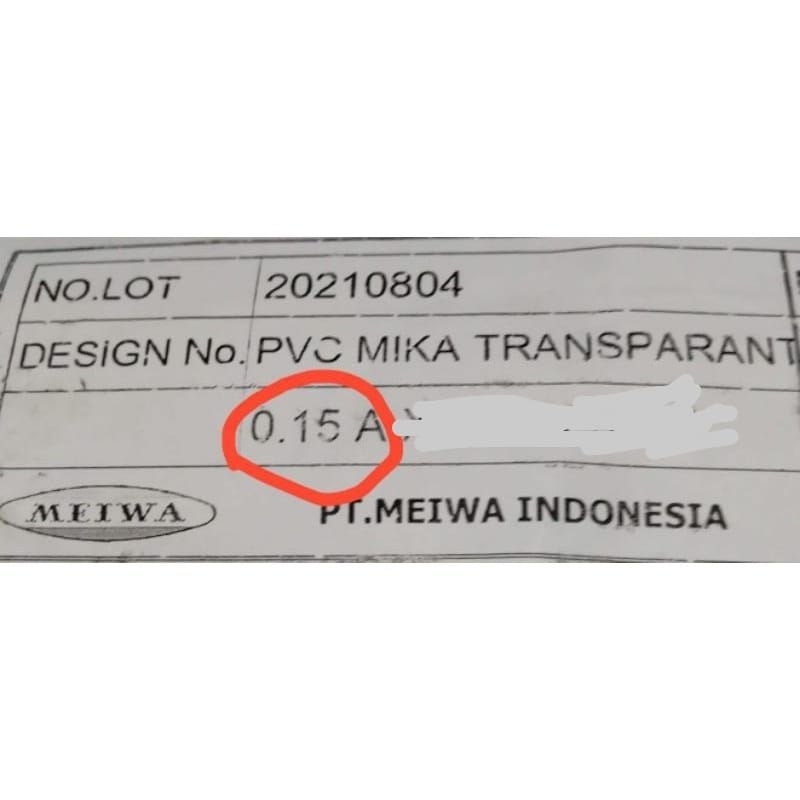 NO.LOT 20210804
DESIGN No. PVC MIKA TRANSPARANT
0.15 A
MEIWA PT.MEIWA INDONESIA